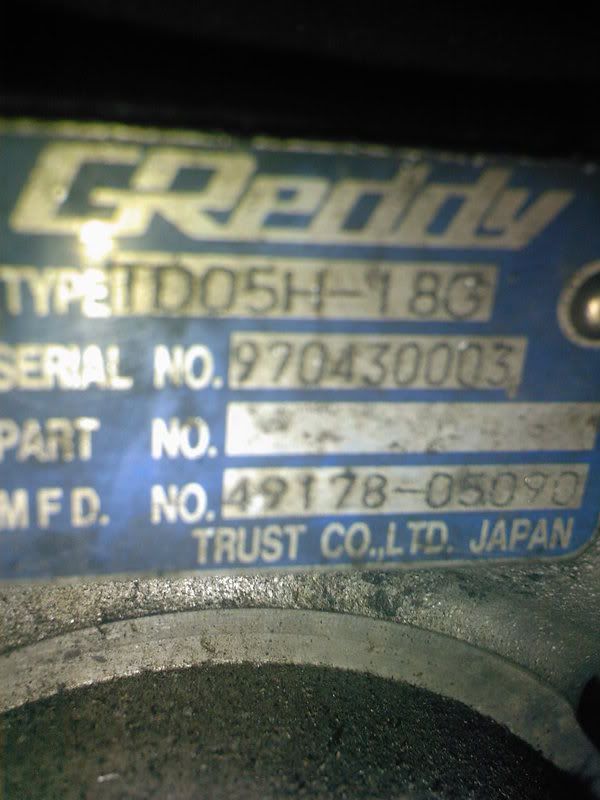 GReddy
TYPE TD05H-18G
SERIAL NO. 970430003
PART NO.
MFD. NO. 49178-05090
TRUST CO.,LTD. JAPAN